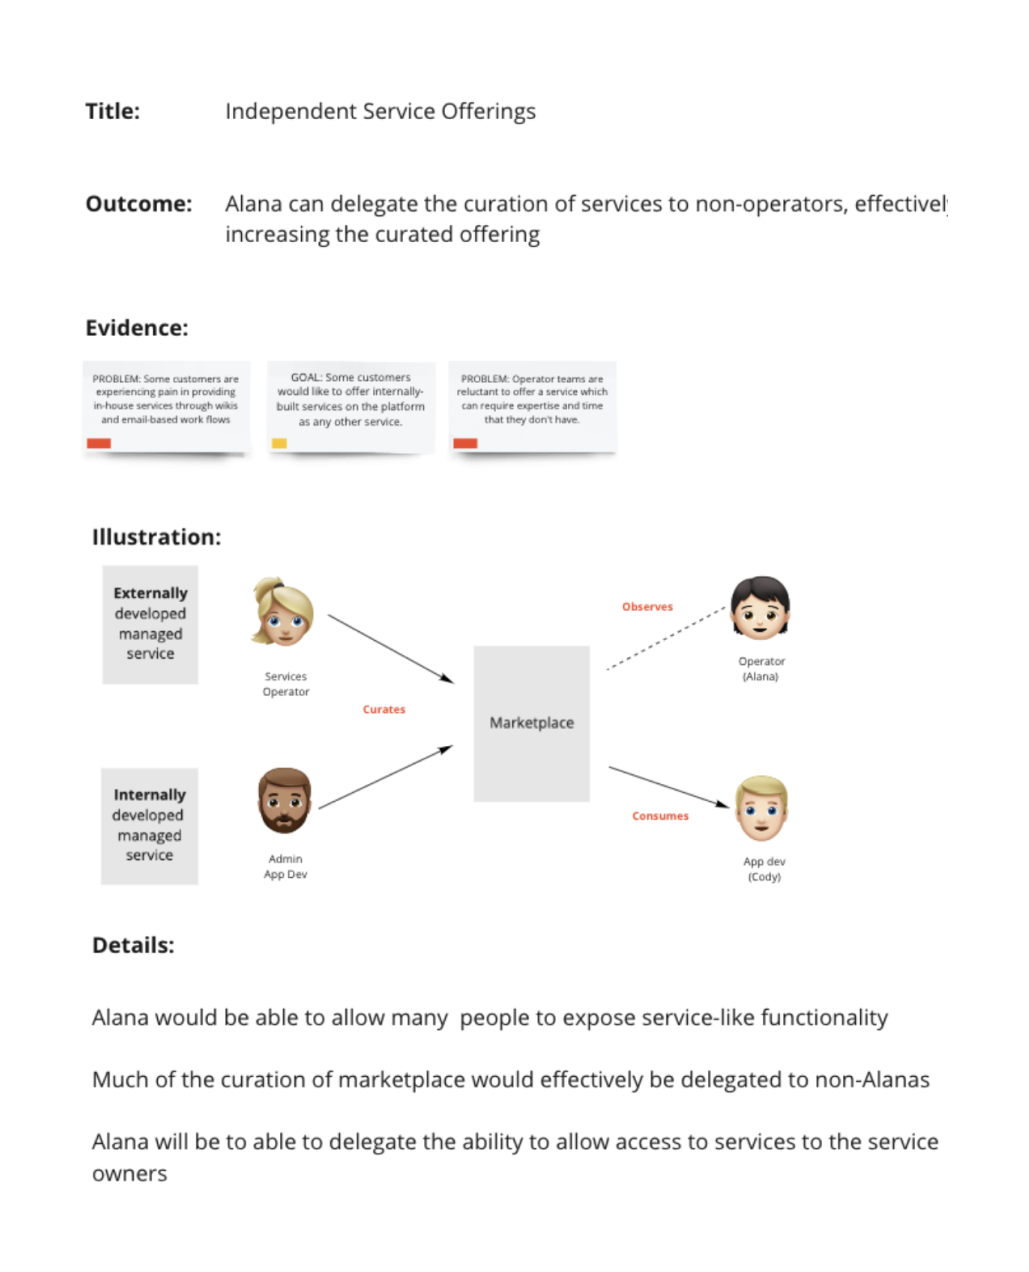 Title: Independent Service Offerings
Outcome: Alana can delegate the curation of services to non-operators, effectively
increasing the curated offering
Evidence:
PROBLEM: Some customers are
experiencing pain in providing
in-house services through wikis
and email-based work flows
GOAL: Some customers
would like to offer internally-
built services on the platform
as any other service.
PROBLEM: Operator teams are
reluctant to offer a service which
can require expertise and time
that they don't have.
Illustration:
Externally
developed
managed
service
Services
Operator
Curates
Internally
developed
managed
service
Admin
App Dev
Marketplace
Observes
Operator
(Alana)
Consumes
App dev
(Cody)
Details:
Alana would be able to allow many people to expose service-like functionality
Much of the curation of marketplace would effectively be delegated to non-Alanas
Alana will be to able to delegate the ability to allow access to services to the service
owners